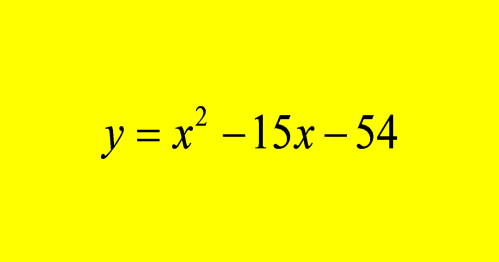 y = x² – 15x – 54